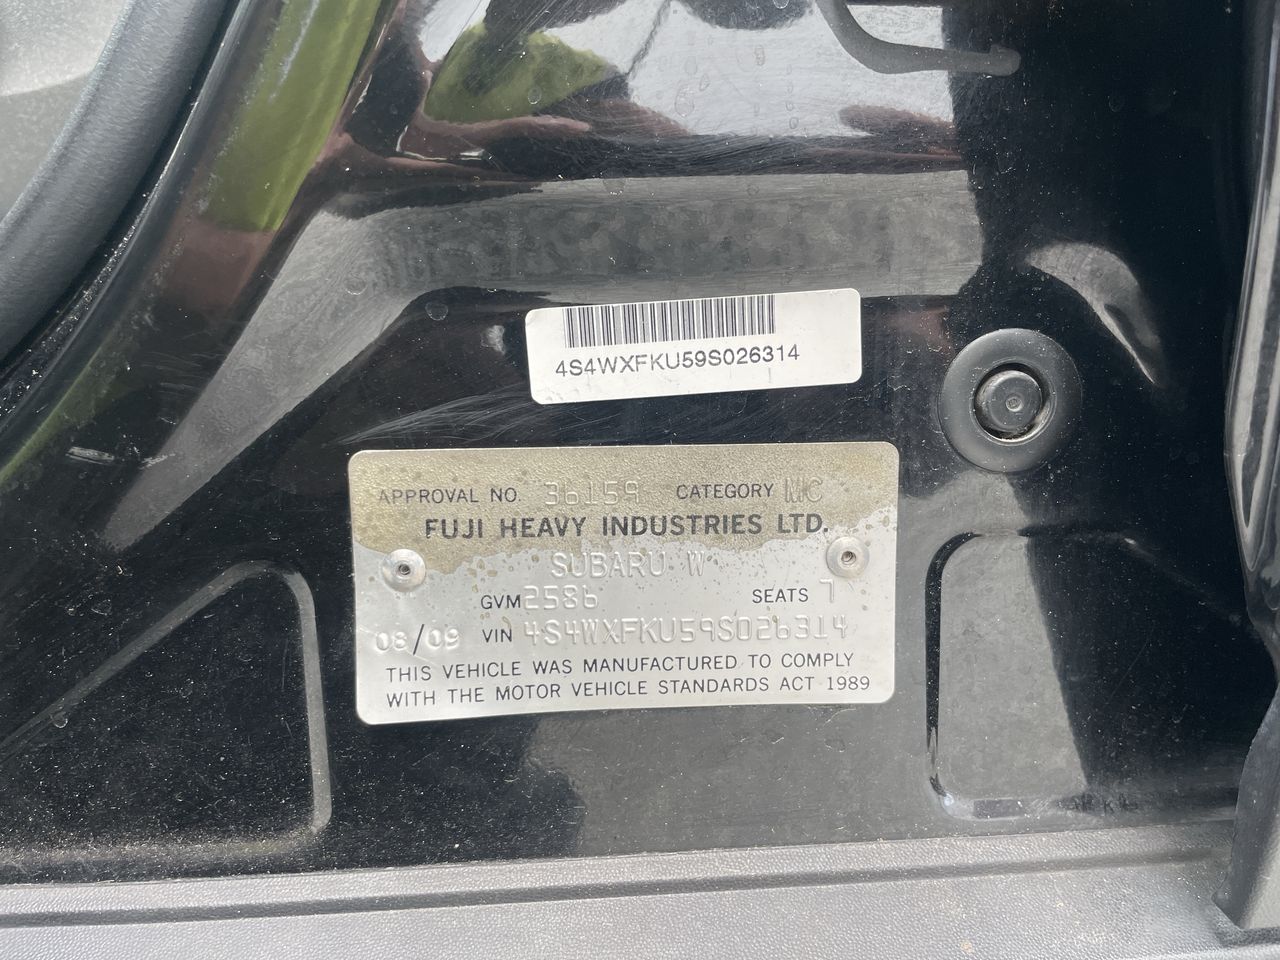 4S4WXFKU59S026314
APPROVAL NO. 36159 CATEGORY MC
FUJI HEAVY INDUSTRIES LTD.
SUBARU W
GVM 2586 SEATS 7
08/09 VIN 4S4WXFKU59S026314
THIS VEHICLE WAS MANUFACTURED TO COMPLY
WITH THE MOTOR VEHICLE STANDARDS ACT 1989